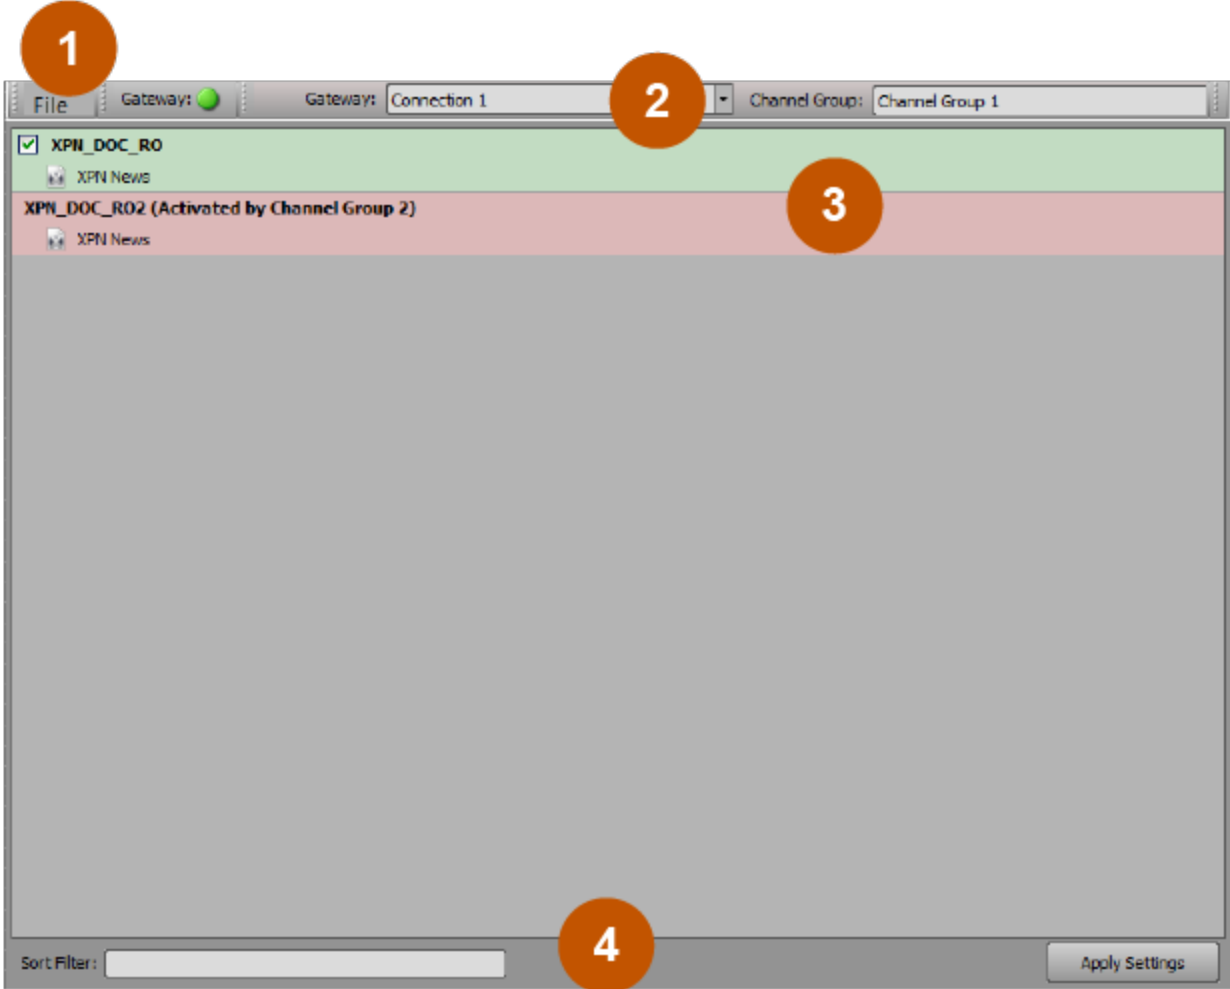 1
File Gateway: Gateway: Connection 1 2 Channel Group: Channel Group 1
XPN_DOC_RO
XPN News
XPN_DOC_RO2 (Activated by Channel Group 2) 3
XPN News
Sort Filter: 4 Apply Settings